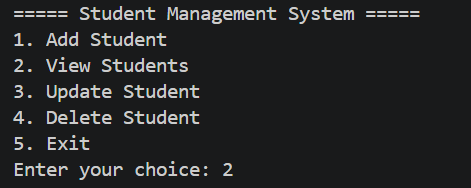 ===== Student Management System =====
1. Add Student
2. View Students
3. Update Student
4. Delete Student
5. Exit
Enter your choice: 2